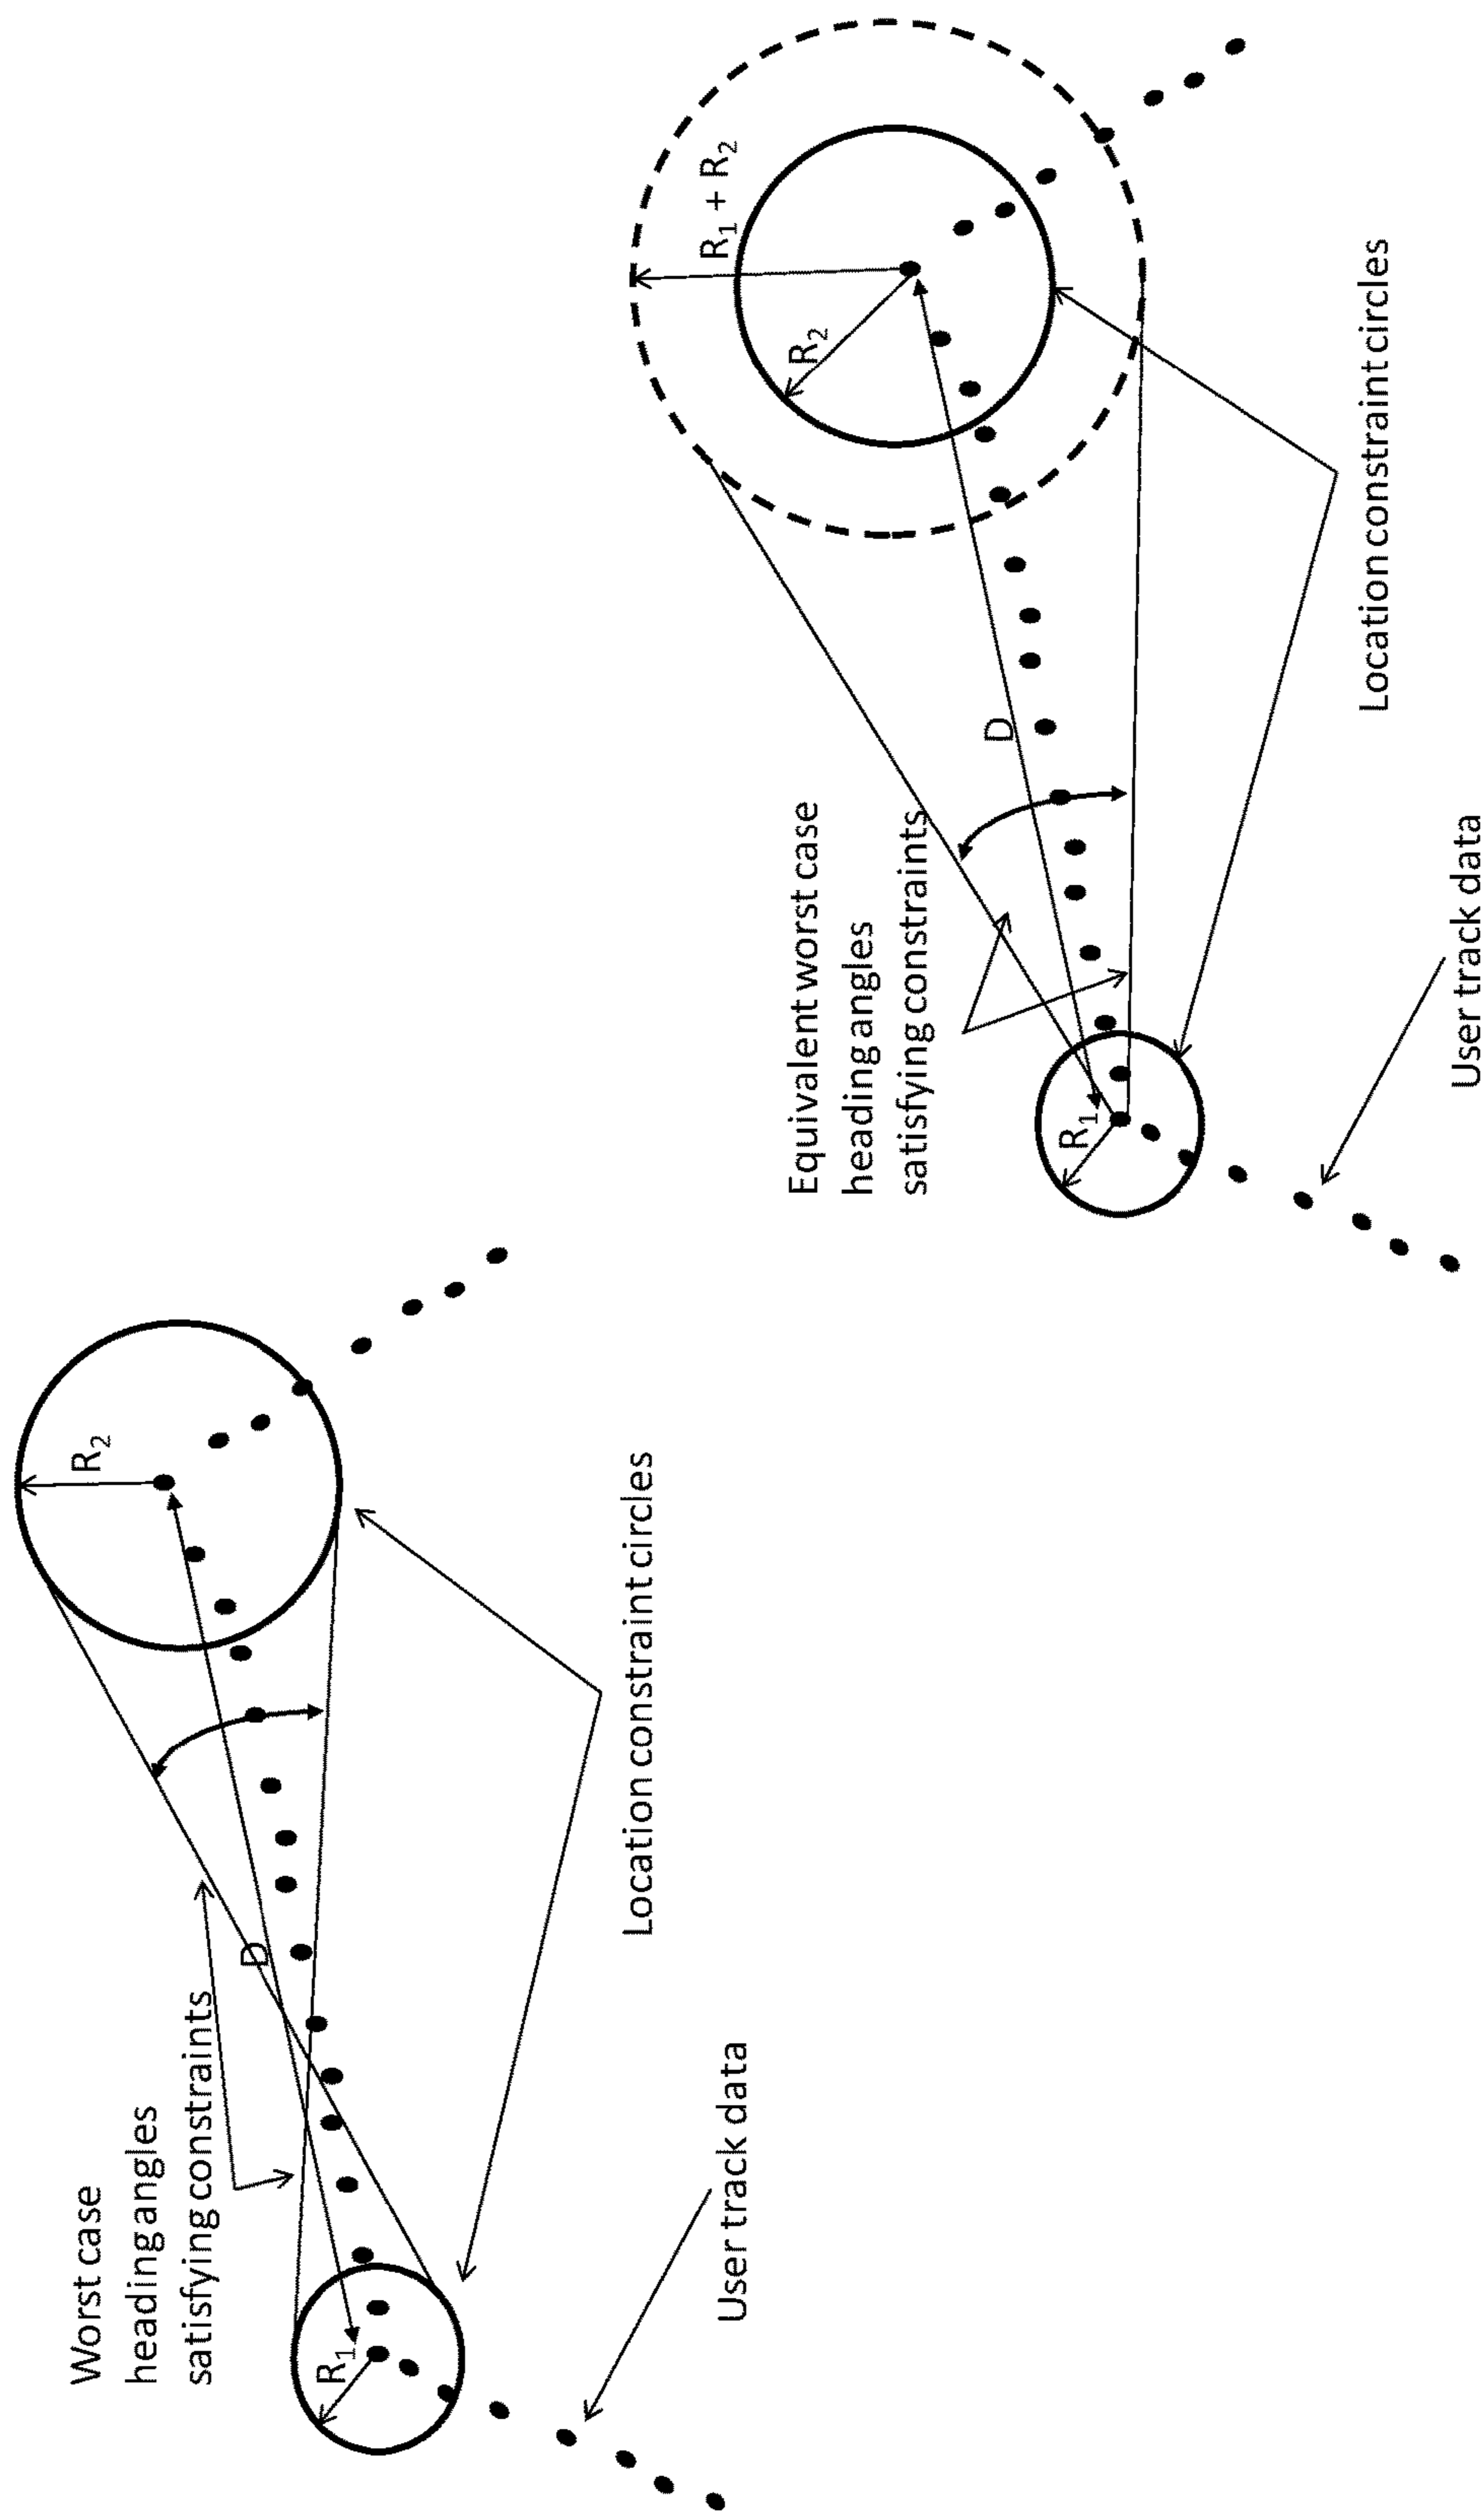 Worst case
heading angles
satisfying constraints
D
R1
R2
Location constraint circles
User track data
Equivalent worst case
heading angles
satisfying constraints
D
R1
R2
R1 + R2
Location constraint circles
User track data